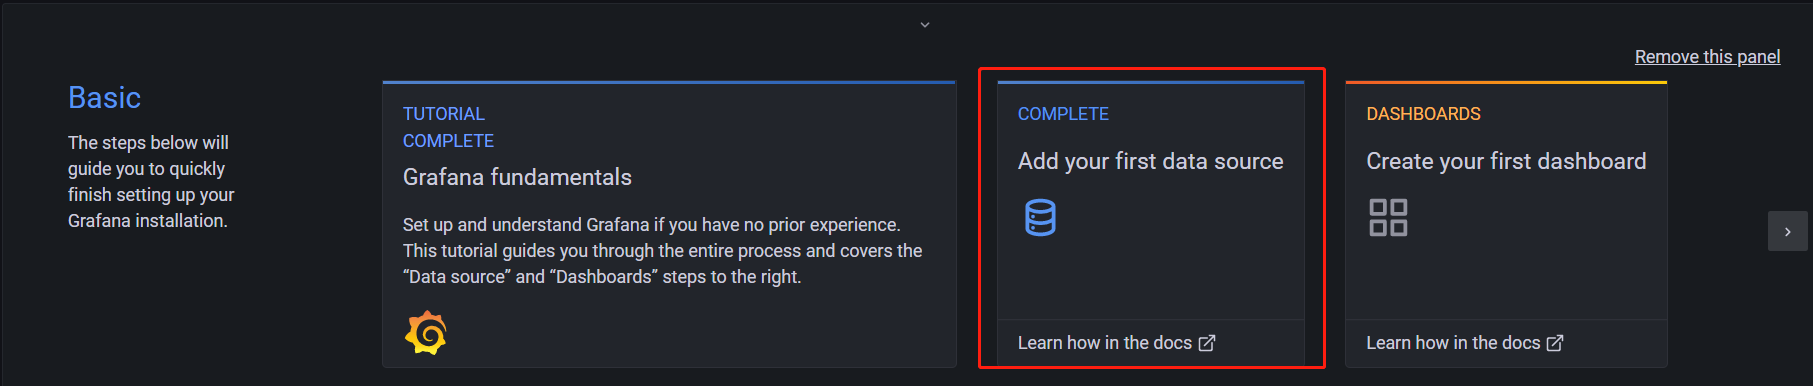 Remove this panel
Basic
The steps below will
guide you to quickly
finish setting up your
Grafana installation.
TUTORIAL
COMPLETE
Grafana fundamentals
Set up and understand Grafana if you have no prior experience.
This tutorial guides you through the entire process and covers the
“Data source” and “Dashboards” steps to the right.
COMPLETE
Add your first data source
Learn how in the docs
DASHBOARDS
Create your first dashboard
Learn how in the docs